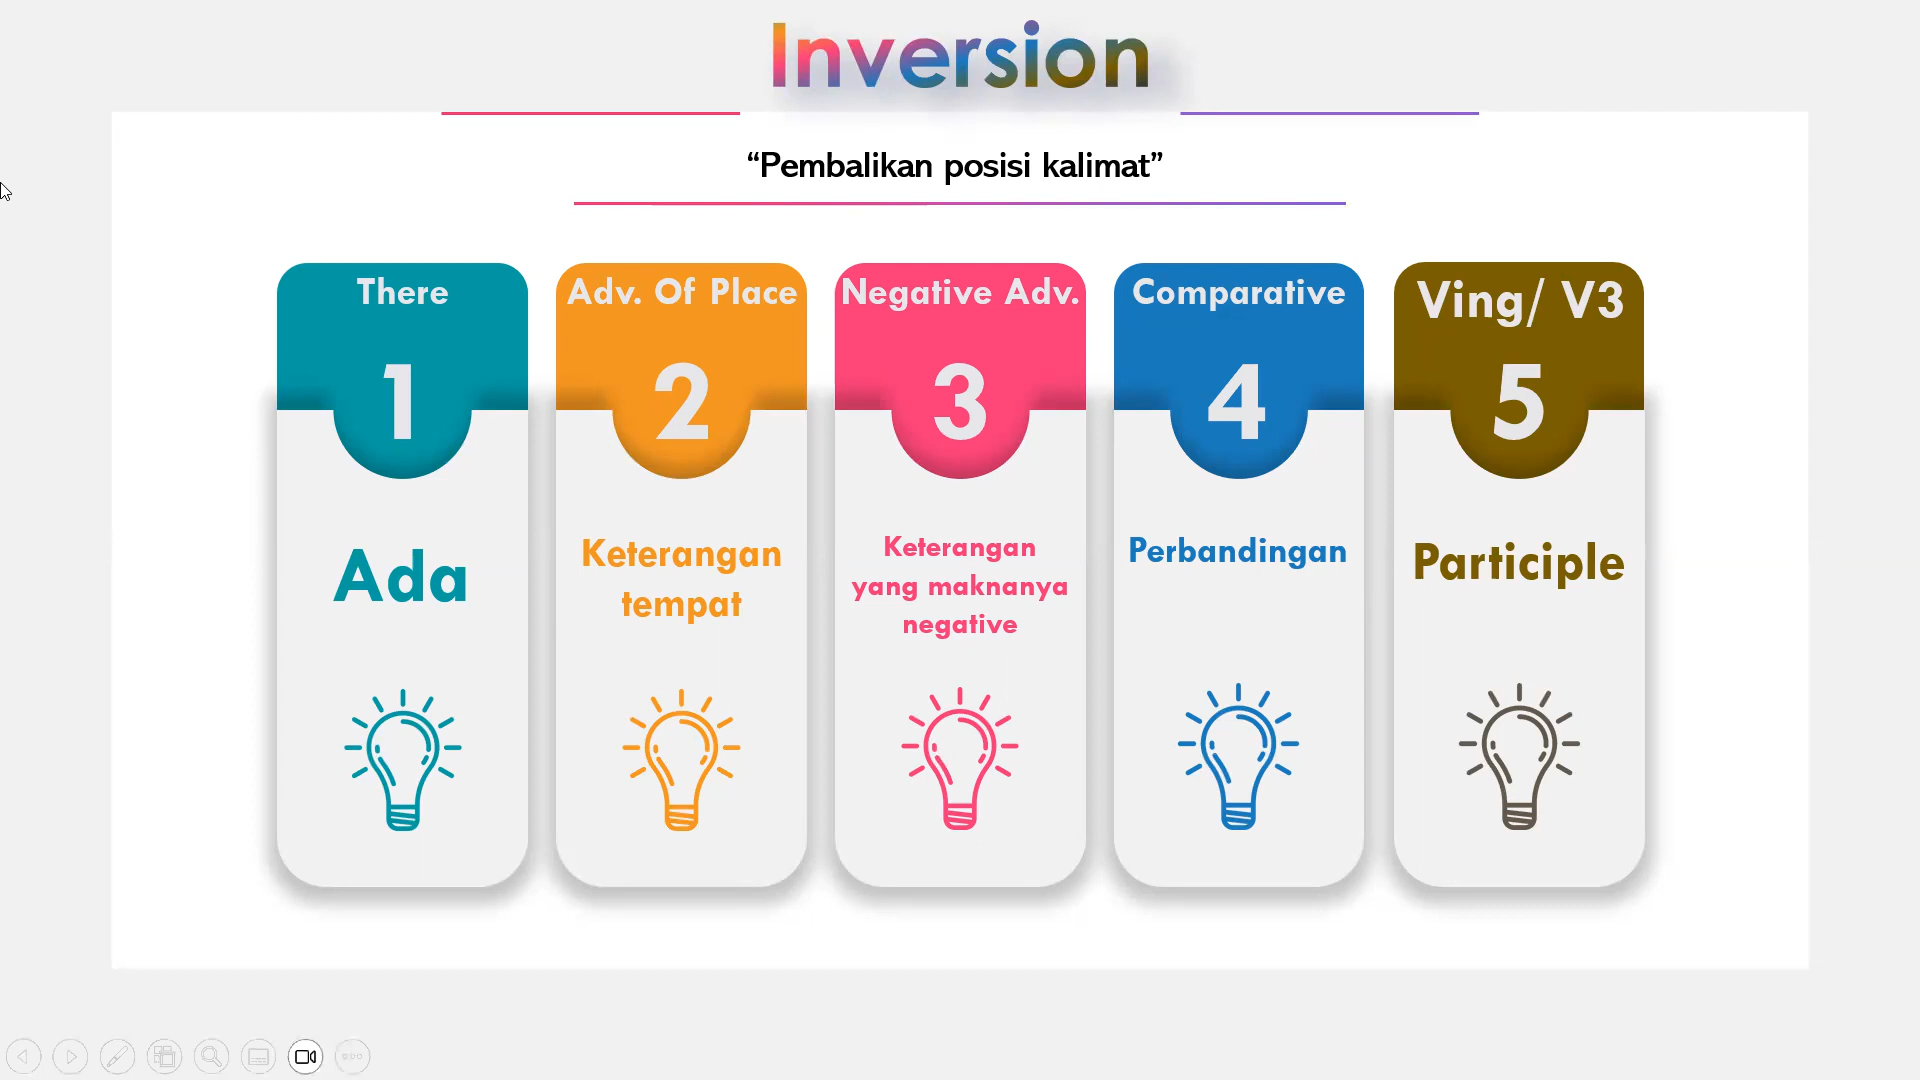 Inversion
“Pembalikan posisi kalimat”
There
1
Ada
Adv. Of Place
2
Keterangan
tempat
Negative Adv.
3
Keterangan
yang maknanya
negative
Comparative
4
Perbandingan
Ving/ V3
5
Participle